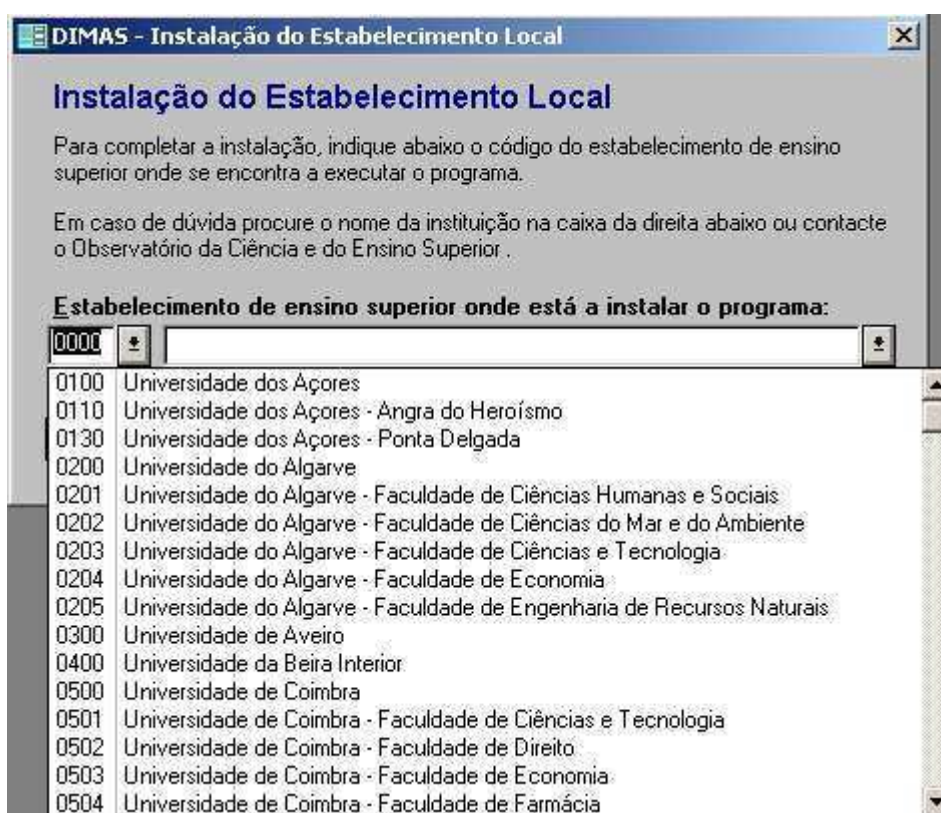 DIMAS - Instalação do Estabelecimento Local
Instalação do Estabelecimento Local
Para completar a instalação, indique abaixo o código do estabelecimento de ensino
superior onde se encontra a executar o programa.
Em caso de dúvida procure o nome da instituição na caixa da direita abaixo ou contacte
o Observatório da Ciência e do Ensino Superior .
Estabelecimento de ensino superior onde está a instalar o programa:
0000
0100 Universidade dos Açores
0110 Universidade dos Açores - Angra do Heroísmo
0130 Universidade dos Açores - Ponta Delgada
0200 Universidade do Algarve
0201 Universidade do Algarve - Faculdade de Ciências Humanas e Sociais
0202 Universidade do Algarve - Faculdade de Ciências do Mar e do Ambiente
0203 Universidade do Algarve - Faculdade de Ciências e Tecnologia
0204 Universidade do Algarve - Faculdade de Economia
0205 Universidade do Algarve - Faculdade de Engenharia de Recursos Naturais
0300 Universidade de Aveiro
0400 Universidade da Beira Interior
0500 Universidade de Coimbra
0501 Universidade de Coimbra - Faculdade de Ciências e Tecnologia
0502 Universidade de Coimbra - Faculdade de Direito
0503 Universidade de Coimbra - Faculdade de Economia
0504 Universidade de Coimbra - Faculdade de Farmácia